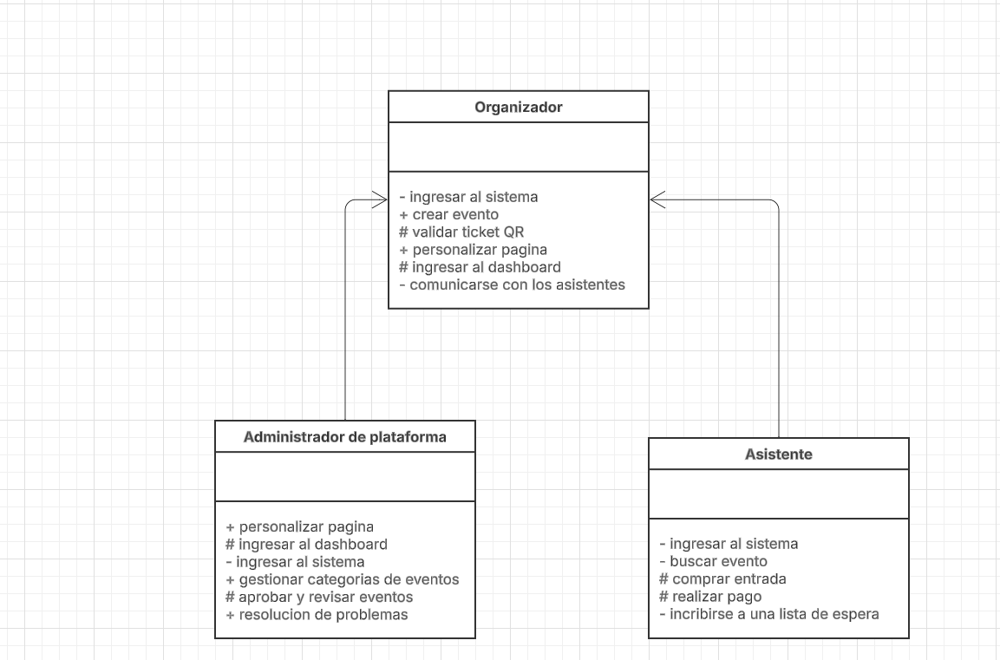 Organizador
- ingresar al sistema
+ crear evento
# validar ticket QR
+ personalizar pagina
# ingresar al dashboard
- comunicarse con los asistentes
Administrador de plataforma
+ personalizar pagina
# ingresar al dashboard
- ingresar al sistema
+ gestionar categorias de eventos
# aprobar y revisar eventos
+ resolucion de problemas
Asistente
- ingresar al sistema
- buscar evento
# comprar entrada
# realizar pago
- incribirse a una lista de espera